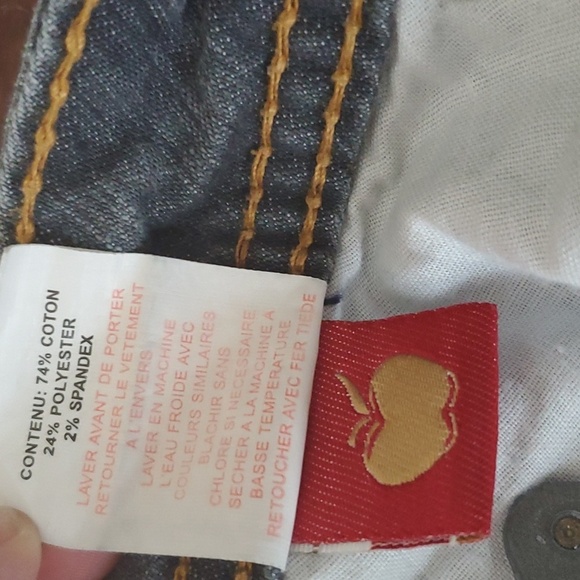 CONTENU: 74% COTON
24% POLYESTER
2% SPANDEX
LAVER AVANT DE PORTER
RETOURNER LE VETEMENT
A L'ENVERS
LAVER EN MACHINE
L'EAU FROIDE AVEC
COULEURS SIMILAIRES
BLACHIR SANS
CHLORE SI NECESSAIRE
SECHER A LA MACHINE A
BASSE TEMPERATURE
RETOUCHER AVEC FER TIEDE